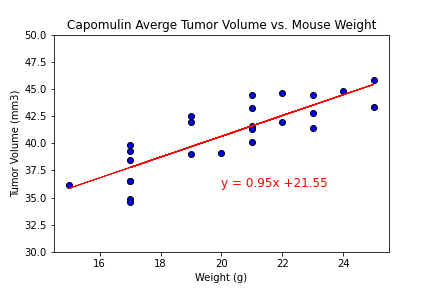 Capomulin Averge Tumor Volume vs. Mouse Weight
50.0
47.5
45.0
42.5
40.0
37.5
35.0
32.5
30.0
Tumor Volume (mm3)
y = 0.95x +21.55
16 18 20 22 24
Weight (g)